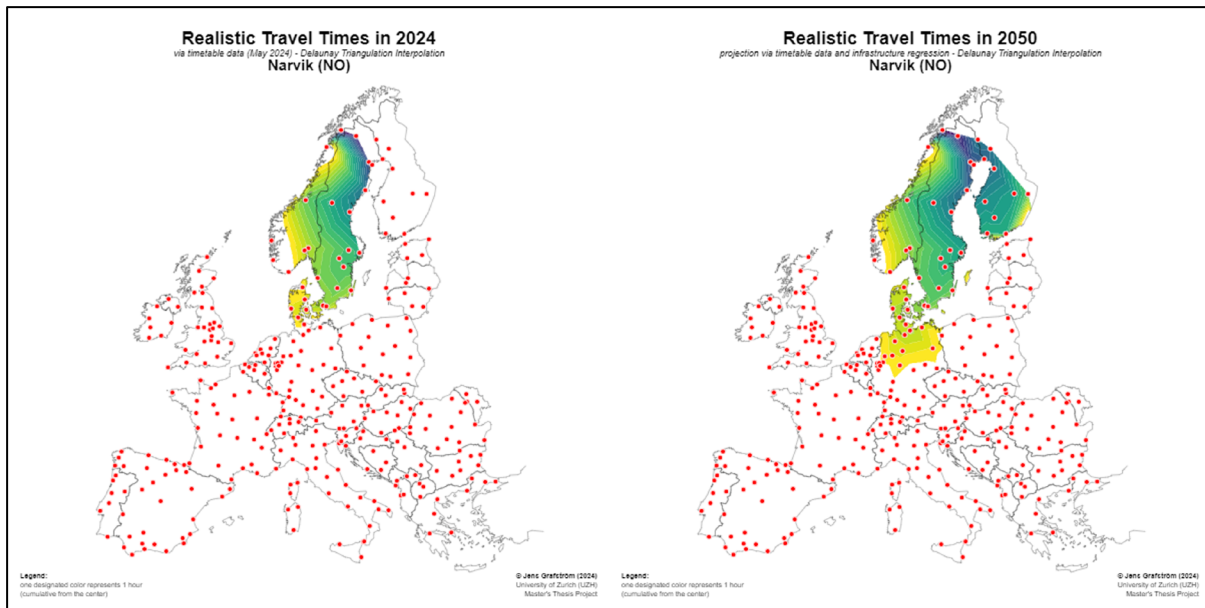 Realistic Travel Times in 2024
via timetable data (May 2024) - Delaunay Triangulation Interpolation
Narvik (NO)
Legend:
one designated color represents 1 hour
(cumulative from the center)
© Jens Grafström (2024)
University of Zurich (UZH)
Master's Thesis Project
Realistic Travel Times in 2050
projection via timetable data and infrastructure regression - Delaunay Triangulation Interpolation
Narvik (NO)
Legend:
one designated color represents 1 hour
(cumulative from the center)
© Jens Grafström (2024)
University of Zurich (UZH)
Master's Thesis Project